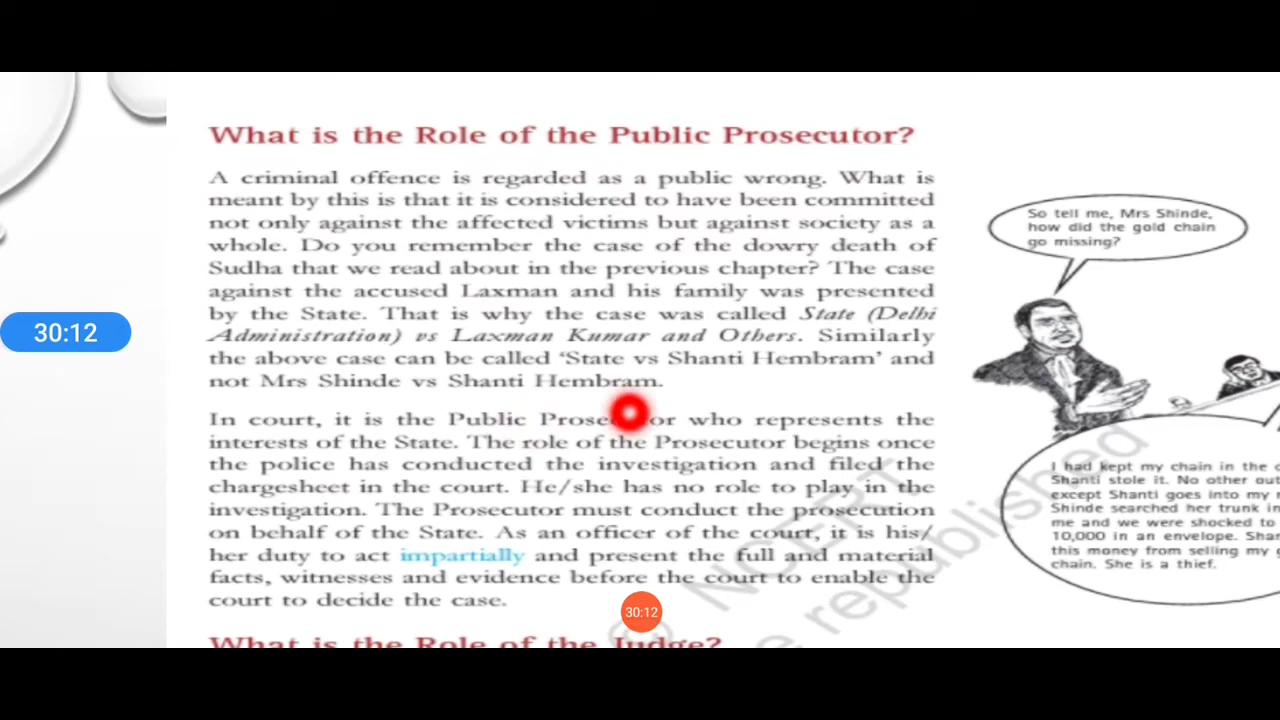 What is the Role of the Public Prosecutor?
A criminal offence is regarded as a public wrong. What is
meant by this is that it is considered to have been committed
not only against the affected victims but against society as a
whole. Do you remember the case of the dowry death of
Sudha that we read about in the previous chapter? The case
against the accused Laxman and his family was presented
by the State. That is why the case was called State (Delhi
Administration) vs Laxman Kumar and Others. Similarly
the above case can be called ‘State vs Shanti Hembram’ and
not Mrs Shinde vs Shanti Hembram.
In court, it is the Public Prosecutor who represents the
interests of the State. The role of the Prosecutor begins once
the police has conducted the investigation and filed the
chargesheet in the court. He/she has no role to play in the
investigation. The Prosecutor must conduct the prosecution
on behalf of the State. As an officer of the court, it is his/
her duty to act impartially and present the full and material
facts, witnesses and evidence before the court to enable the
court to decide the case.
What is the Role of the Judge?
So tell me, Mrs Shinde,
how did the gold chain
go missing?
I had kept my chain in the
Shanti stole it. No other
except Shanti goes into my
Shinde searched her trunk in
me and we were shocked to
10,000 in an envelope.
this money from selling my
chain. She is a thief.
30:12
30:12
© NCERT
republished